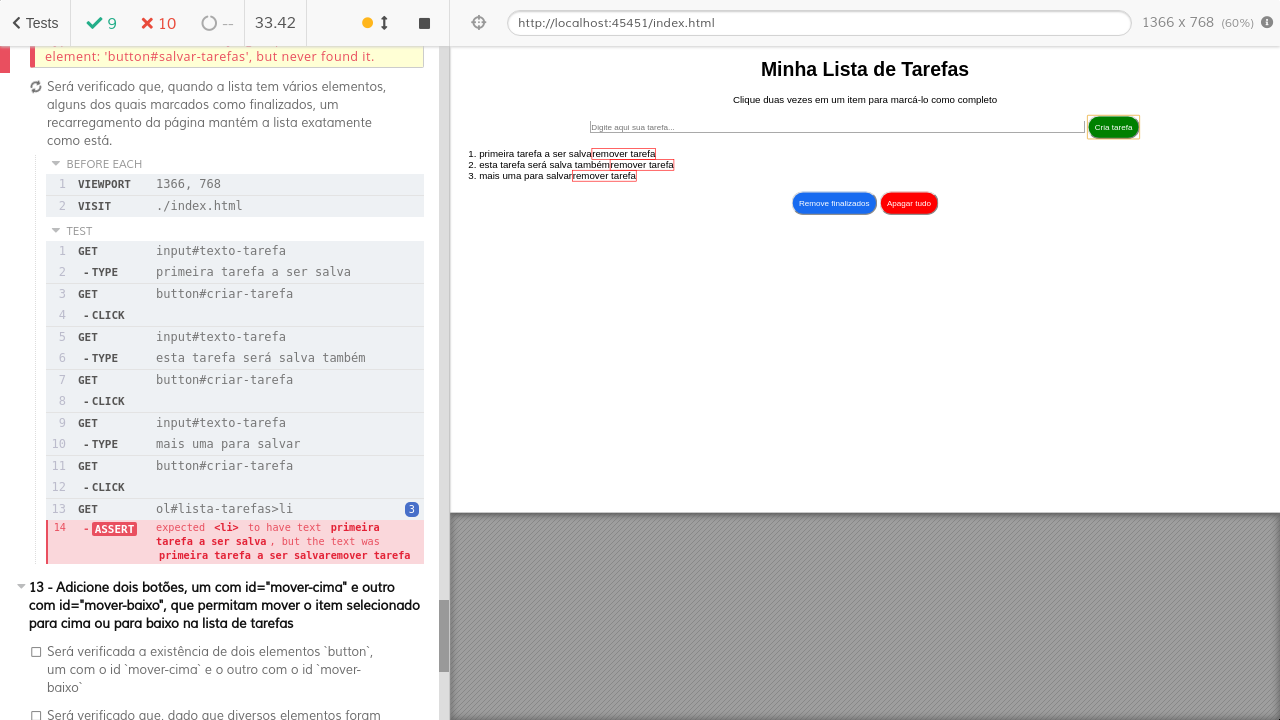 Tests 9 10 -- 33.42
element: 'button#salvar-tarefas', but never found it.
Será verificado que, quando a lista tem vários elementos,
alguns dos quais marcados como finalizados, um
recarregamento da página mantém a lista exatamente
como está.
BEFORE EACH
1 VIEWPORT 1366, 768
2 VISIT ./index.html
TEST
1 GET input#texto-tarefa
2 -TYPE primeira tarefa a ser salva
3 GET button#criar-tarefa
4 -CLICK
5 GET input#texto-tarefa
6 -TYPE esta tarefa será salva também
7 GET button#criar-tarefa
8 -CLICK
9 GET input#texto-tarefa
10 -TYPE mais uma para salvar
11 GET button#criar-tarefa
12 -CLICK
13 GET ol#lista-tarefas>li 3
14 -ASSERT expected <li> to have text primeira
tarefa a ser salva , but the text was
primeira tarefa a ser salvaremover tarefa
13 - Adicione dois botões, um com id="mover-cima" e outro
com id="mover-baixo", que permitam mover o item selecionado
para cima ou para baixo na lista de tarefas
Será verificada a existência de dois elementos `button`,
um com o id `mover-cima` e o outro com o id `mover-
baixo`
Será verificado que, dado que diversos elementos foram
http://localhost:45451/index.html 1366 x 768 (60%)
Minha Lista de Tarefas
Clique duas vezes em um item para marcá-lo como completo
Digite aqui sua tarefa... Cria tarefa
1. primeira tarefa a ser salvaremover tarefa
2. esta tarefa será salva tambémremover tarefa
3. mais uma para salvarremover tarefa
Remove finalizados Apagar tudo